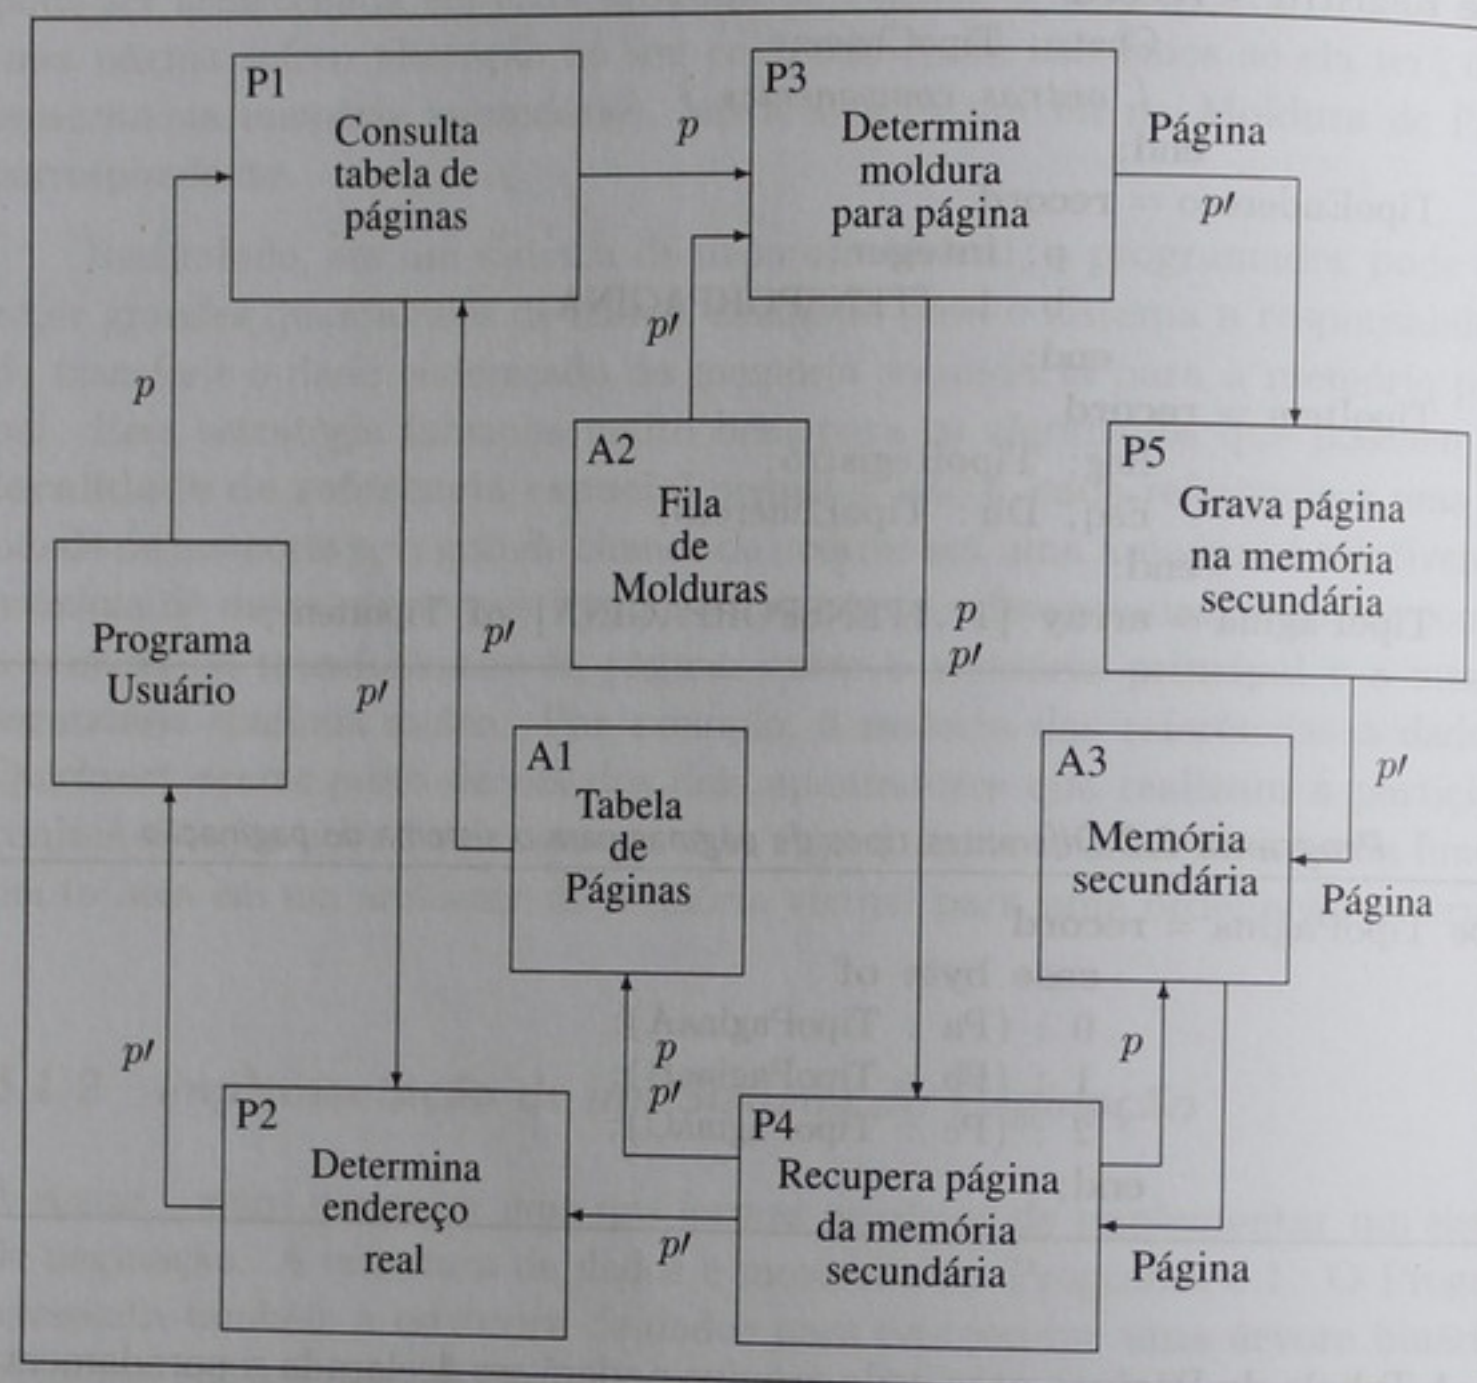 P1
Consulta
tabela de
páginas
p
P3
Determina
moldura
para página
Página
p′
p
p′
A2
Fila
de
Molduras
P5
Grava página
na memória
secundária
Programa
Usuário
p′
p′
p
p′
A1
Tabela
de
Páginas
A3
Memória
secundária
p′
Página
p′
p
p′
p
P2
Determina
endereço
real
P4
Recupera página
da memória
secundária
p′
Página